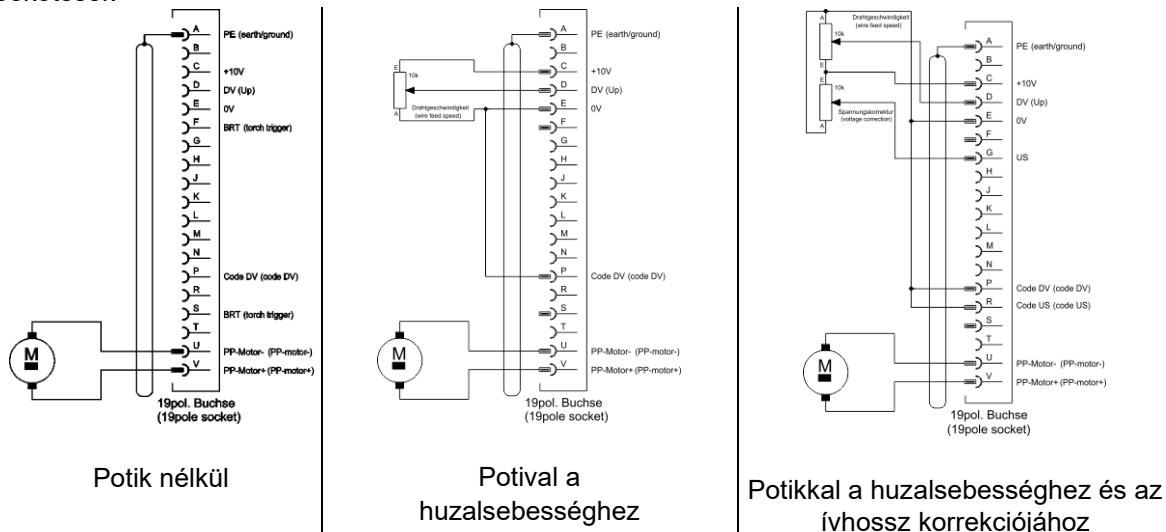 A PE (earth/ground)
B
C +10V
D DV (Up)
E 0V
F BRT (torch trigger)
G
H
J
K
L
M
N
P Code DV (code DV)
R
S BRT (torch trigger)
T
U PP-Motor- (PP-motor-)
V PP-Motor+ (PP-motor+)
M
19pol. Buchse
(19pole socket)
Potik nélkül
A PE (earth/ground)
B
E
10k
C +10V
D DV (Up)
Drahtgeschwindigkeit
(wire feed speed)
A
E 0V
F
G
H
J
K
L
M
N
P Code DV (code DV)
R
S
T
U PP-Motor- (PP-motor-)
V PP-Motor+ (PP-motor+)
M
19pol. Buchse
(19pole socket)
Potival a
huzalsebességhez
A
Drahtgeschwindigkeit
(wire feed speed)
10k
E
A PE (earth/ground)
B
E
10k
C +10V
D DV (Up)
Spannungskorrektur
(voltage correction)
A
E 0V
F
G US
H
J
K
L
M
N
P Code DV (code DV)
R Code US (code US)
S
T
U PP-Motor- (PP-motor-)
V PP-Motor+ (PP-motor+)
M
19pol. Buchse
(19pole socket)
Potikkal a huzalsebességhez és az
ívhossz korrekciójához